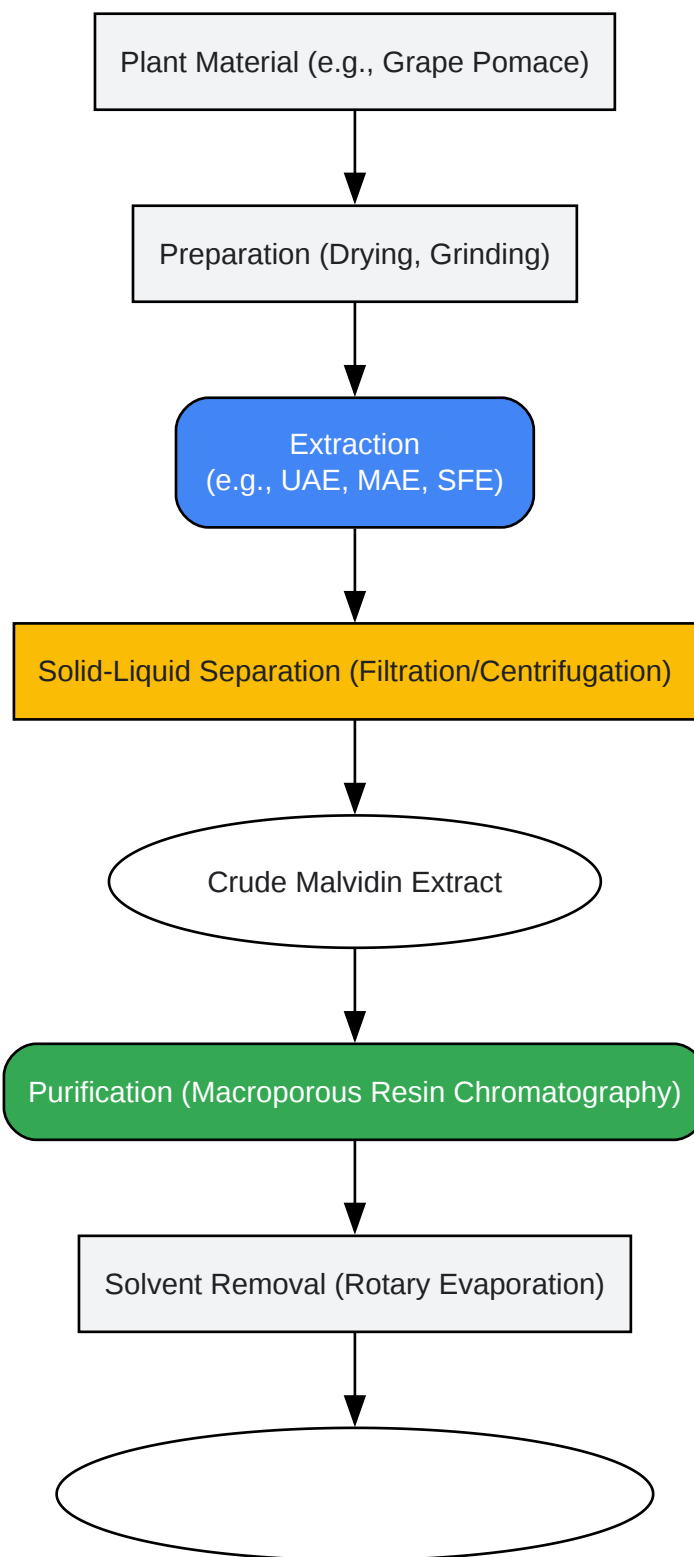 Plant Material (e.g., Grape Pomace)
Preparation (Drying, Grinding)
Extraction
(e.g., UAE, MAE, SFE)
Solid-Liquid Separation (Filtration/Centrifugation)
Crude Malvidin Extract
Purification (Macroporous Resin Chromatography)
Solvent Removal (Rotary Evaporation)